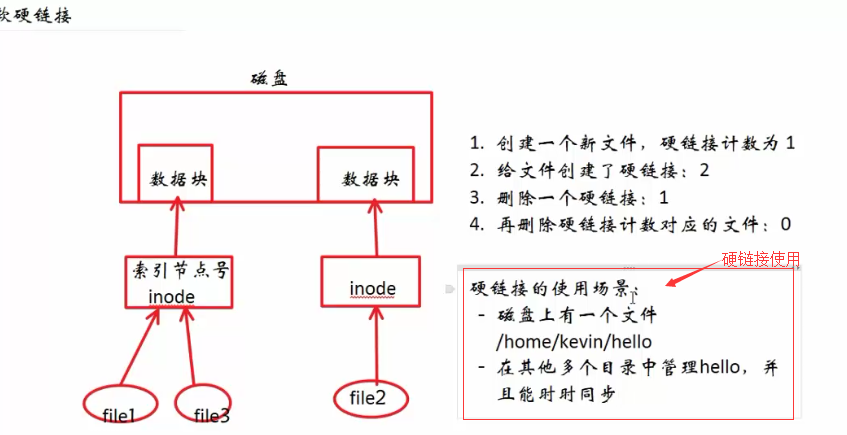 软硬链接
磁盘
数据块
数据块
索引节点号
inode
inode
file1
file3
file2
1. 创建一个新文件，硬链接计数为 1
2. 给文件创建了硬链接：2
3. 删除一个硬链接：1
4. 再删除硬链接计数对应的文件：0
硬链接使用
硬链接的使用场景：
- 磁盘上有一个文件
/home/kevin/hello
- 在其他多个目录中管理hello，并
且能时时同步